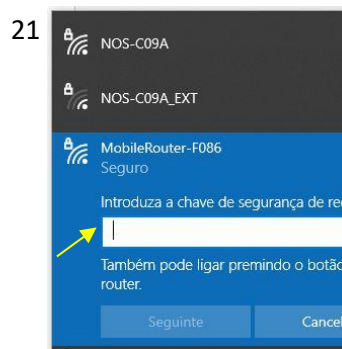 21
NOS-C09A
NOS-C09A_EXT
MobileRouter-F086
Seguro
Introduza a chave de segurança de re
Também pode ligar premindo o botão
router.
Seguinte
Cancel